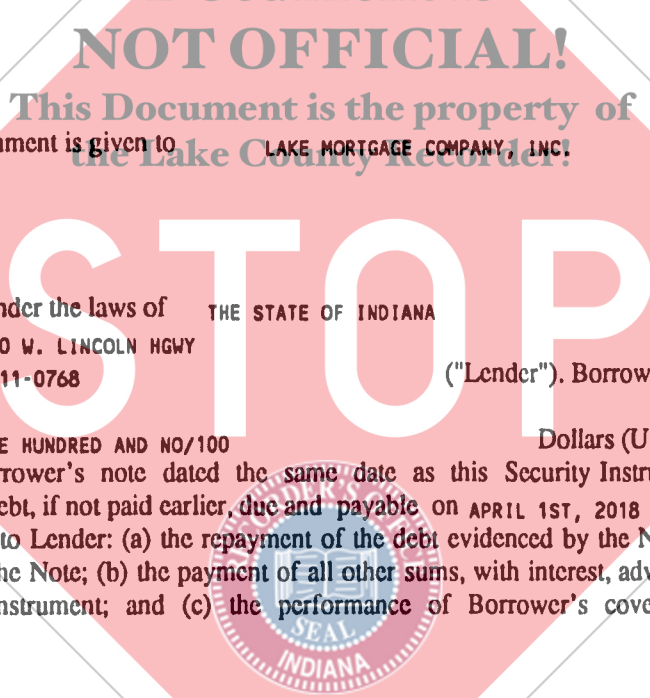 NOT OFFICIAL!
This Document is the property of
the Lake County Recorder!
ment is given to LAKE MORTGAGE COMPANY, INC.
STOP
nder the laws of THE STATE OF INDIANA
0 W. LINCOLN HGWY
11-0768
("Lender"). Borrow
E HUNDRED AND NO/100 Dollars (U
rrower's note dated the same date as this Security Instru
ebt, if not paid earlier, due and payable on APRIL 1ST, 2018
to Lender: (a) the repayment of the debt evidenced by the N
he Note; (b) the payment of all other sums, with interest, adv
nstrument; and (c) the performance of Borrower's cove
SEAL
INDIANA